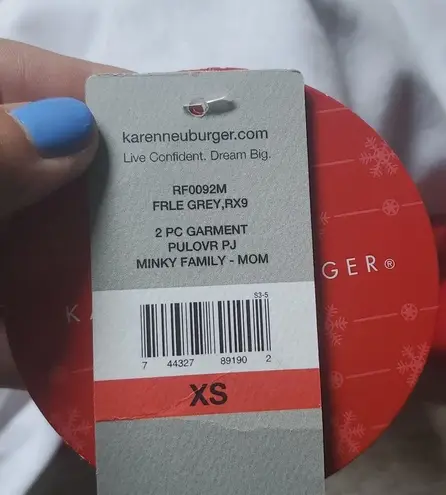 karenneuburger.com
Live Confident. Dream Big.
RF0092M
FRLE GREY,RX9
2 PC GARMENT
PULOVR PJ
MINKY FAMILY - MOM
K A GER®
S3-5
7 44327 89190 2
XS